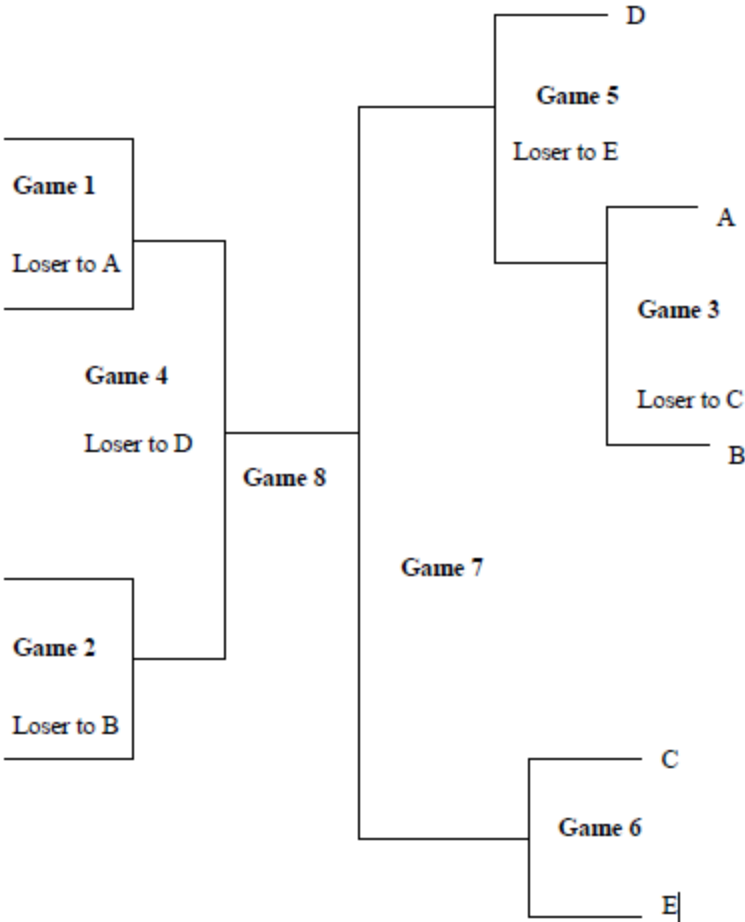 D
Game 5
Loser to E
Game 1
A
Loser to A
Game 3
Game 4
Loser to C
Loser to D
B
Game 8
Game 7
Game 2
Loser to B
C
Game 6
E